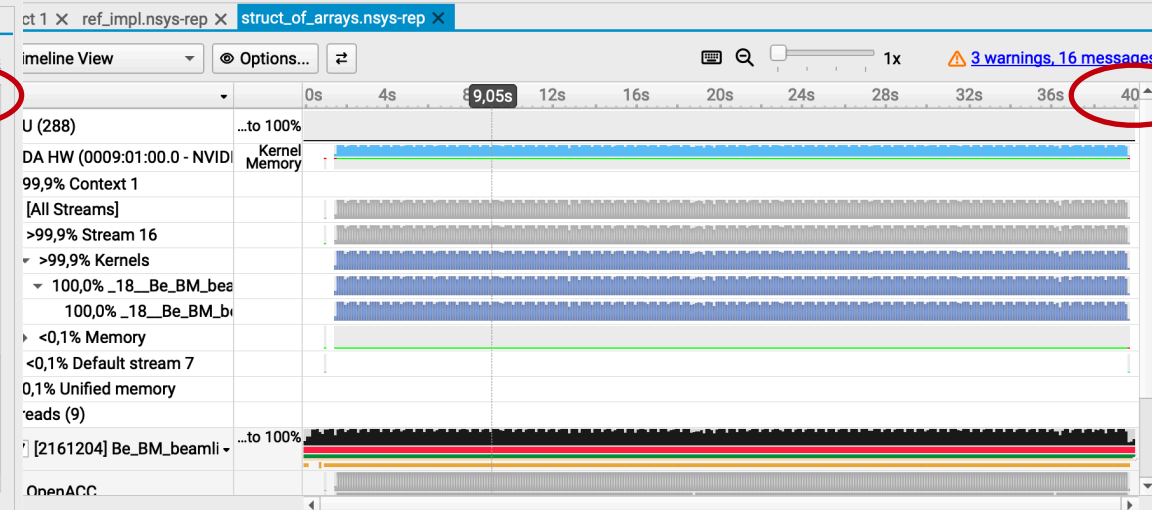 ct 1 ref_impl.nsys-rep struct_of_arrays.nsys-rep
imeline View Options... 1x 3 warnings, 16 messages
0s 4s 8 9,05s 12s 16s 20s 24s 28s 32s 36s 40
U (288) ...to 100%
DA HW (0009:01:00.0 - NVIDI Kernel
Memory
99,9% Context 1
[All Streams]
>99,9% Stream 16
>99,9% Kernels
100,0% _18__Be_BM_bea
100,0% _18__Be_BM_be
<0,1% Memory
<0,1% Default stream 7
0,1% Unified memory
reads (9)
[2161204] Be_BM_beamli ...to 100%
OpenACC